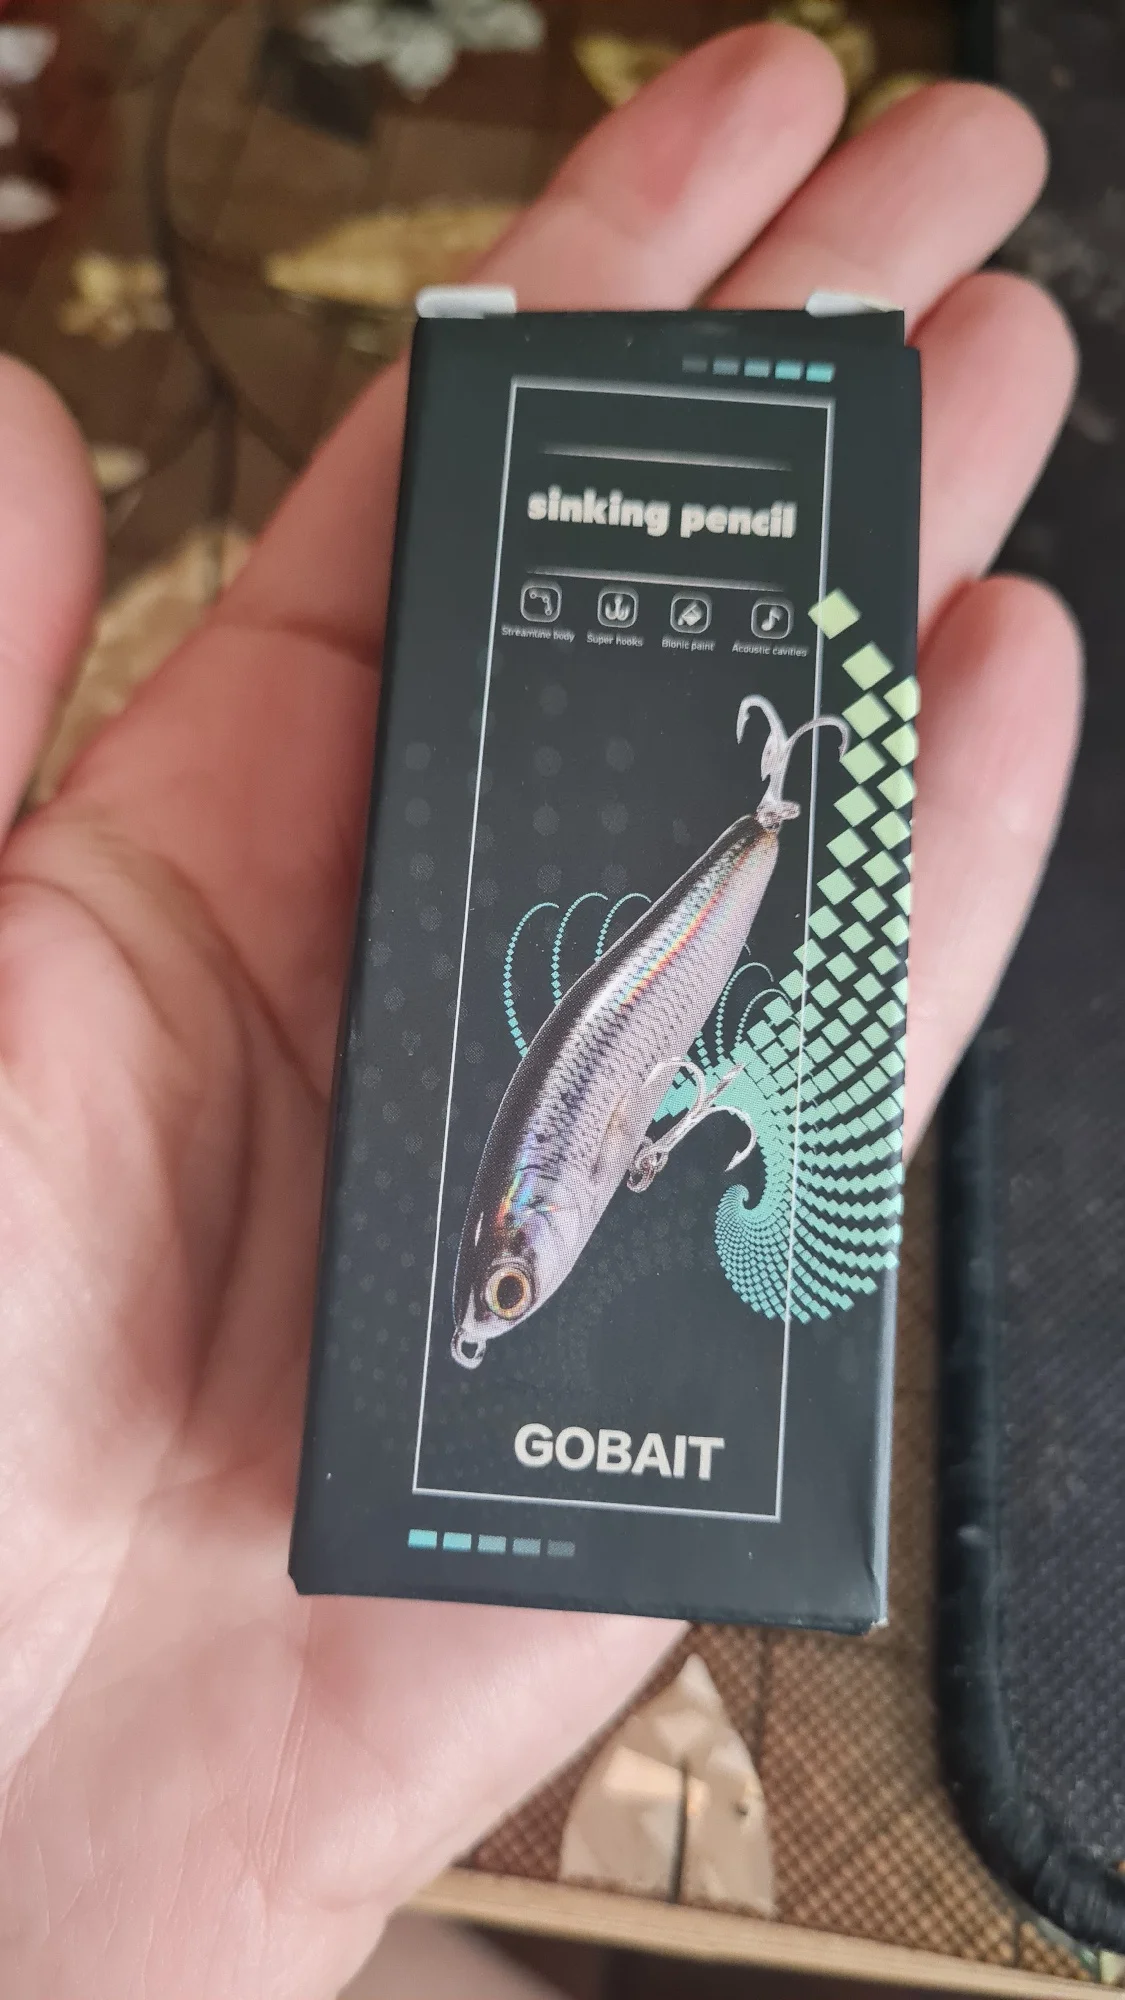 sinking pencil
Streamline body Super hooks Bionic paint Acoustic cavities
GOBAIT